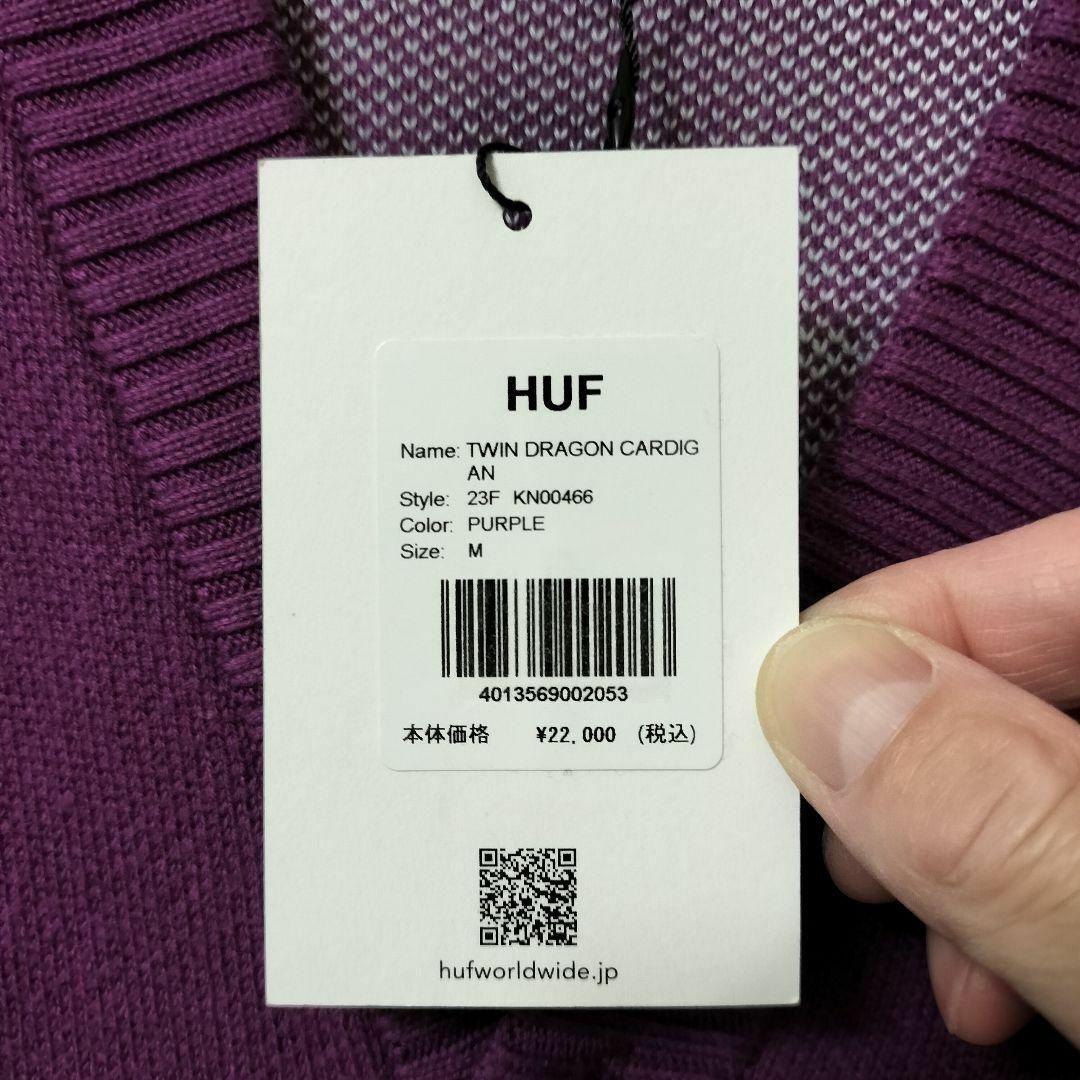 HUF
Name: TWIN DRAGON CARDIG
AN
Style: 23F KN00466
Color: PURPLE
Size: M
4013569002053
本体価格 ¥22,000 (税込)
hufworldwide.jp